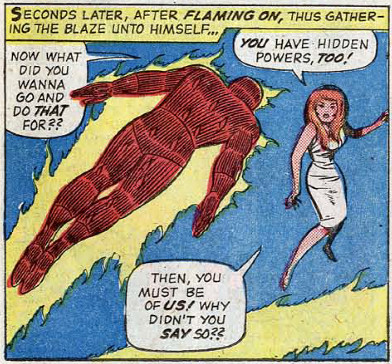 SECONDS LATER, AFTER FLAMING ON, THUS GATHER-
ING THE BLAZE UNTO HIMSELF...
NOW WHAT
DID YOU
WANNA
GO AND
DO THAT
FOR??
YOU HAVE HIDDEN
POWERS, TOO!
THEN, YOU
MUST BE
OF US! WHY
DIDN'T YOU
SAY SO??